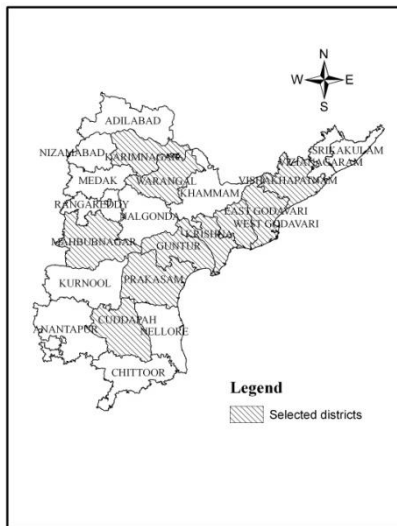 N
W E
S
ADILABAD
SRIKAKULAM
VIZIANAGARAM
NIZAMABAD
KARIMNAGAR
MEDAK
WARANGAL
VISHAKHAPATNAM
KHAMMAM
RANGAREDDY
NALGONDA
EAST GODAVARI
WEST GODAVARI
KRISHNA
MAHBUBNAGAR
GUNTUR
KURNOOL
PRAKASAM
CUDDAPAH
ANANTAPUR
NELLORE
CHITTOOR
Legend
Selected districts